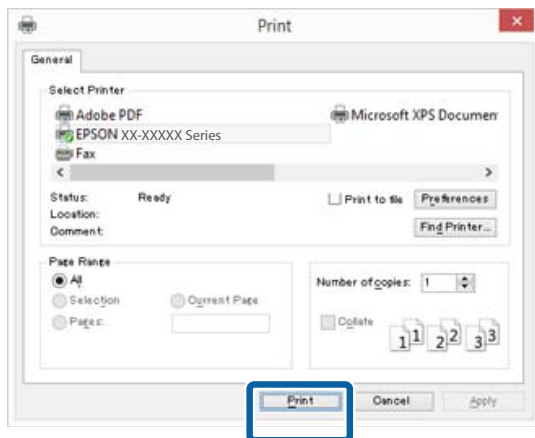 Print
General
Select Printer
Adobe PDF
Microsoft XPS Documen
EPSON XX-XXXXX Series
Fax
Status: Ready
Print to file
Preferences
Location:
Comment:
Find Printer...
Page Range
All
Number of copies: 1
Selection
Current Page
Pages:
Collate
1 1 2 2 3 3
Print
Cancel
Apply